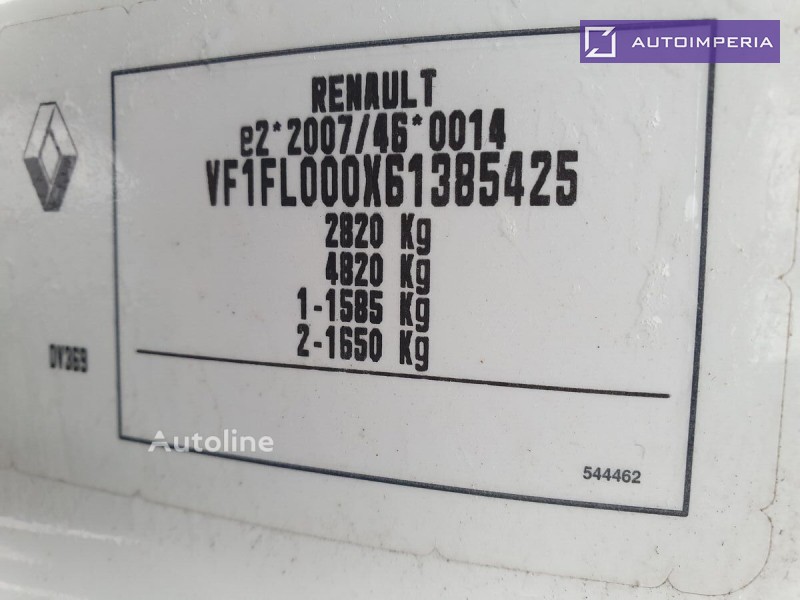 AUTOIMPERIA
RENAULT
e2*2007/46*0014
VF1FL000X61385425
2820 Kg
4820 Kg
1-1585 Kg
2-1650 Kg
DV369
Autoline
544462